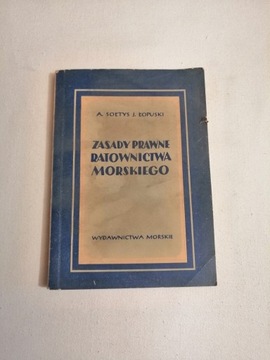 A. SOŁTYS J. ŁOPUSKI
ZASADY PRAWNE
RATOWNICTWA
MORSKIEGO
WYDAWNICTWA MORSKIE